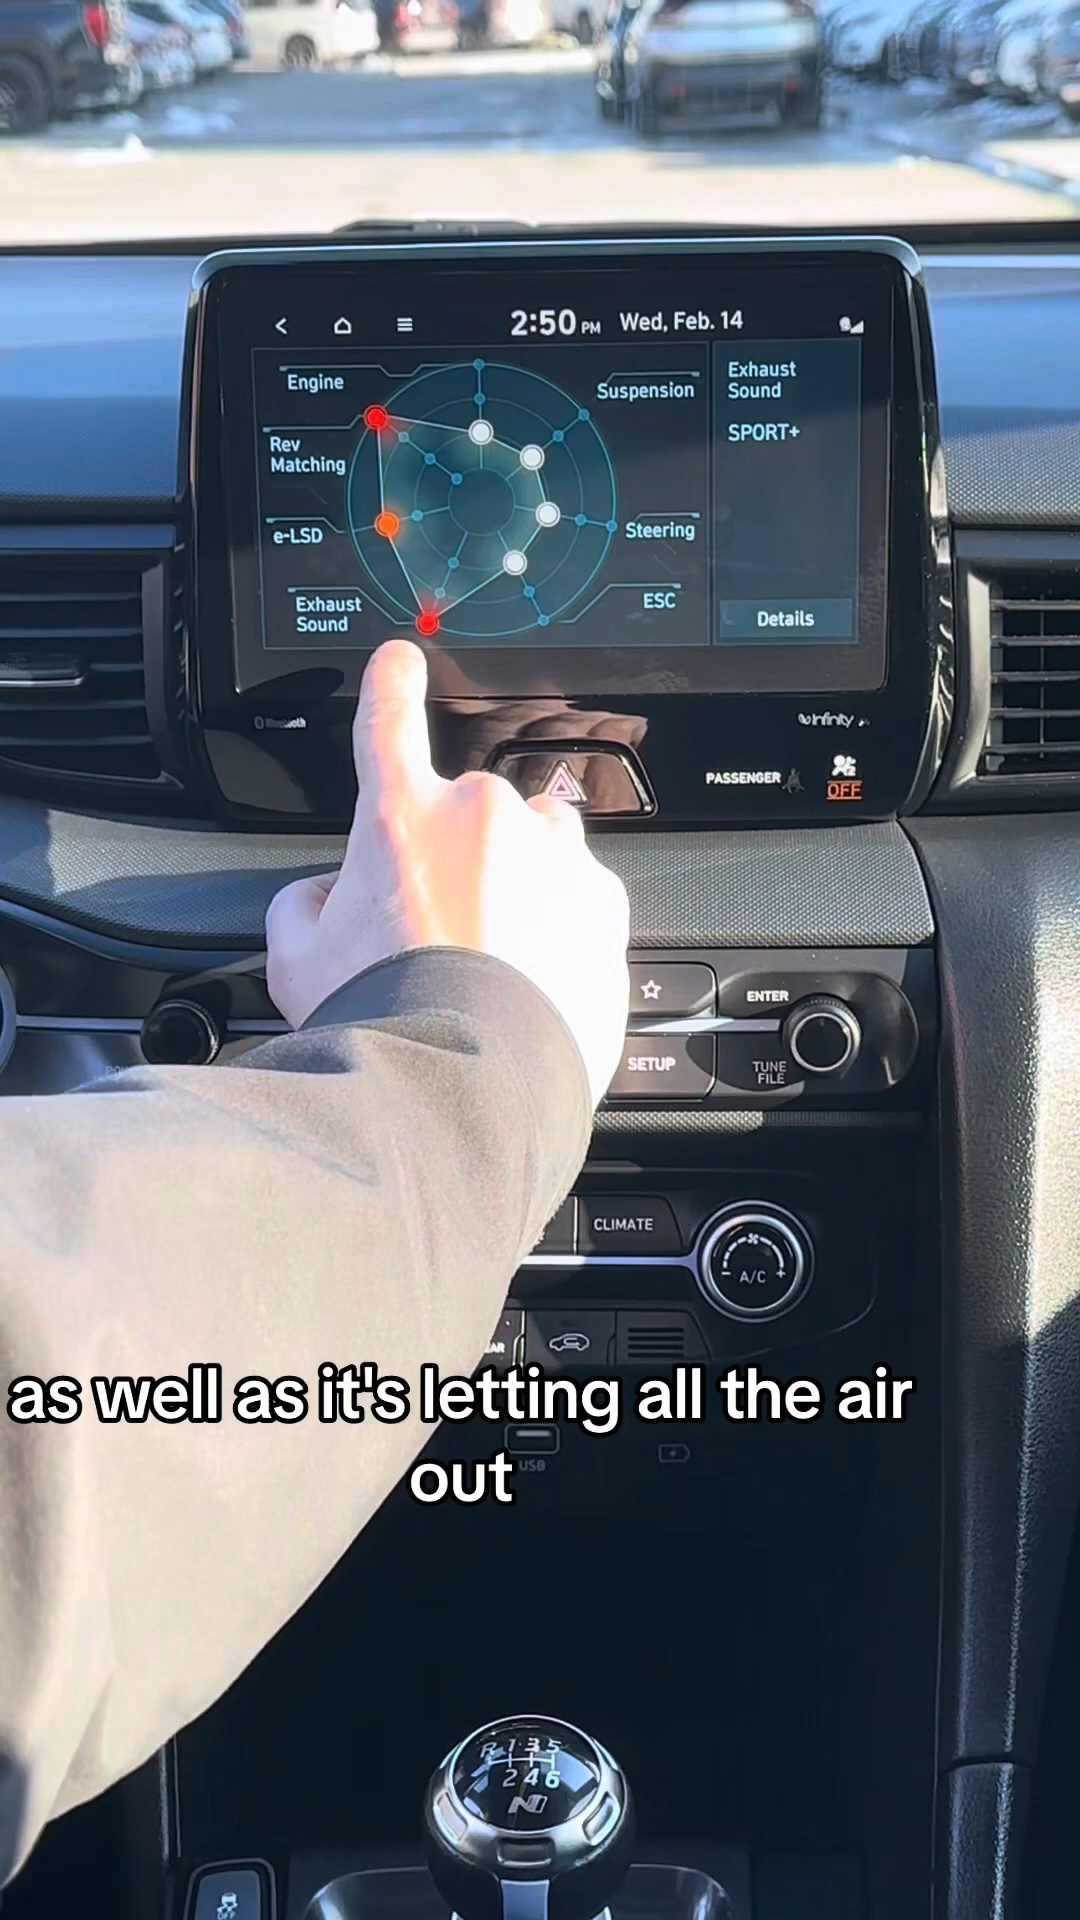 2:50 PM Wed, Feb. 14
Engine
Suspension
Rev
Matching
e-LSD
Steering
Exhaust
Sound
ESC
Exhaust
Sound
SPORT+
Details
Bluetooth
Infinity
PASSENGER
OFF
ENTER
SETUP
TUNE
FILE
CLIMATE
A/C
as well as it's letting all the air
out
USB
R 1 3 5
2 4 6
N
OFF